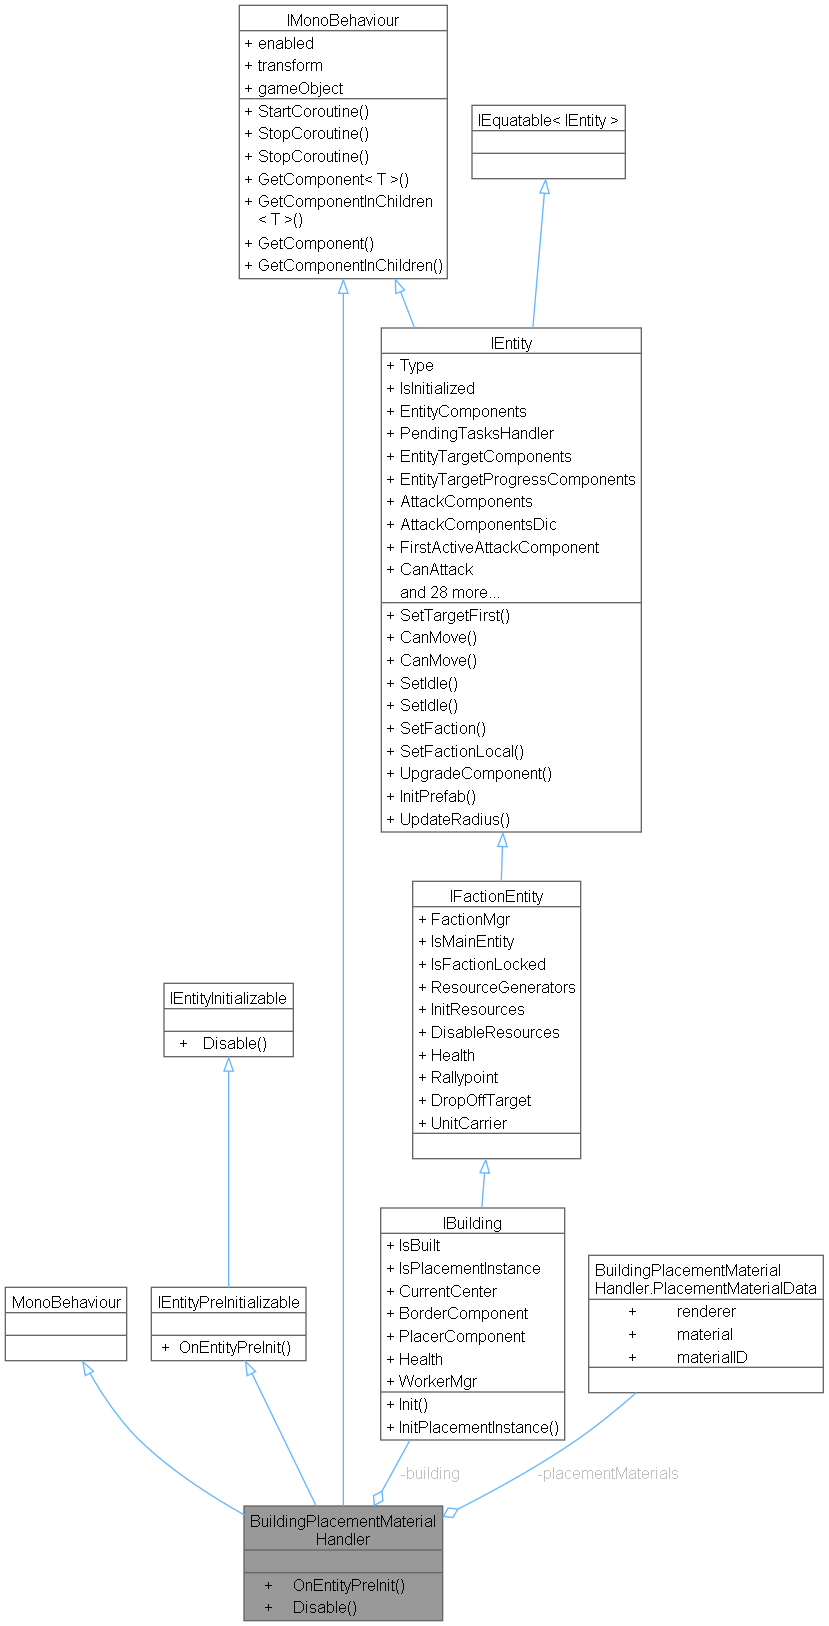 IMonoBehaviour
+ enabled
+ transform
+ gameObject
+ StartCoroutine()
+ StopCoroutine()
+ StopCoroutine()
+ GetComponent< T >()
+ GetComponentInChildren
< T >()
+ GetComponent()
+ GetComponentInChildren()
IEquatable< IEntity >
IEntity
+ Type
+ IsInitialized
+ EntityComponents
+ PendingTasksHandler
+ EntityTargetComponents
+ EntityTargetProgressComponents
+ AttackComponents
+ AttackComponentsDic
+ FirstActiveAttackComponent
+ CanAttack
and 28 more...
+ SetTargetFirst()
+ CanMove()
+ CanMove()
+ SetIdle()
+ SetIdle()
+ SetFaction()
+ SetFactionLocal()
+ UpgradeComponent()
+ InitPrefab()
+ UpdateRadius()
IFactionEntity
+ FactionMgr
+ IsMainEntity
+ IsFactionLocked
+ ResourceGenerators
+ InitResources
+ DisableResources
+ Health
+ Rallypoint
+ DropOffTarget
+ UnitCarrier
IEntityInitializable
+ Disable()
IBuilding
+ IsBuilt
+ IsPlacementInstance
+ CurrentCenter
+ BorderComponent
+ PlacerComponent
+ Health
+ WorkerMgr
+ Init()
+ InitPlacementInstance()
BuildingPlacementMaterial
Handler.PlacementMaterialData
+ renderer
+ material
+ materialID
MonoBehaviour
IEntityPreInitializable
+ OnEntityPreInit()
-building
-placementMaterials
BuildingPlacementMaterial
Handler
+ OnEntityPreInit()
+ Disable()